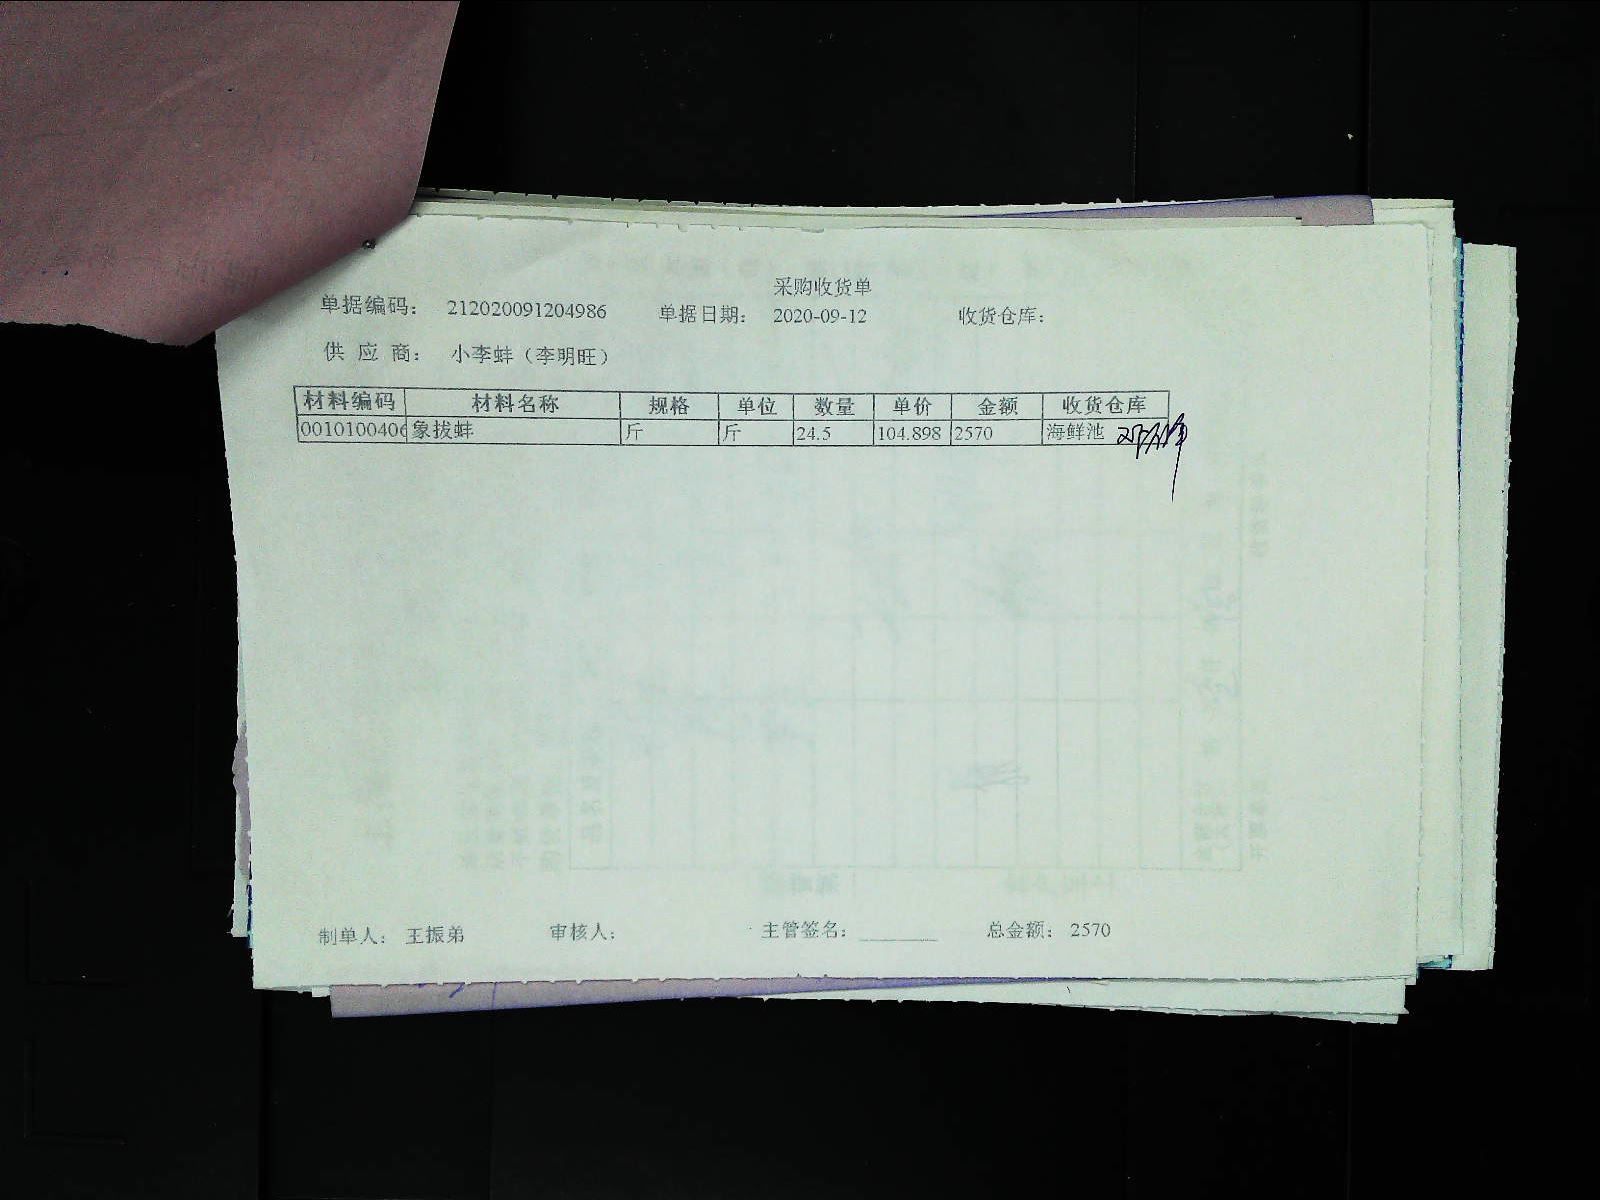 采购收货单
单据编码： 212020091204986 单据日期： 2020-09-12 收货仓库：
供 应 商： 小李蚌（李明旺）
材料编码 材料名称 规格 单位 数量 单价 金额 收货仓库
0010100406 象拔蚌 斤 斤 24.5 104.898 2570 海鲜池
制单人： 王振弟 审核人： 主管签名： 总金额： 2570